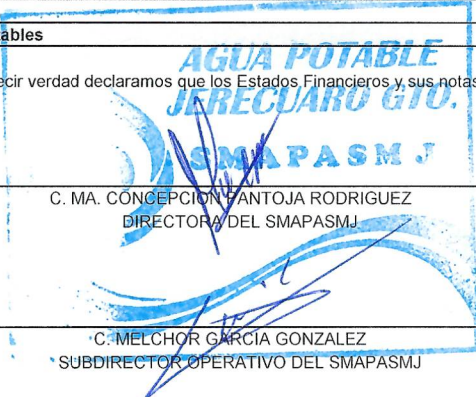 ables
AGUA POTABLE
ecir verdad declaramos que los Estados Financieros y sus notas
JERECUARO GTO.
SMAPASM J
C. MA. CONCEPCION PANTOJA RODRIGUEZ
DIRECTORA DEL SMAPASMJ
C. MELCHOR GARCIA GONZALEZ
SUBDIRECTOR OPERATIVO DEL SMAPASMJ